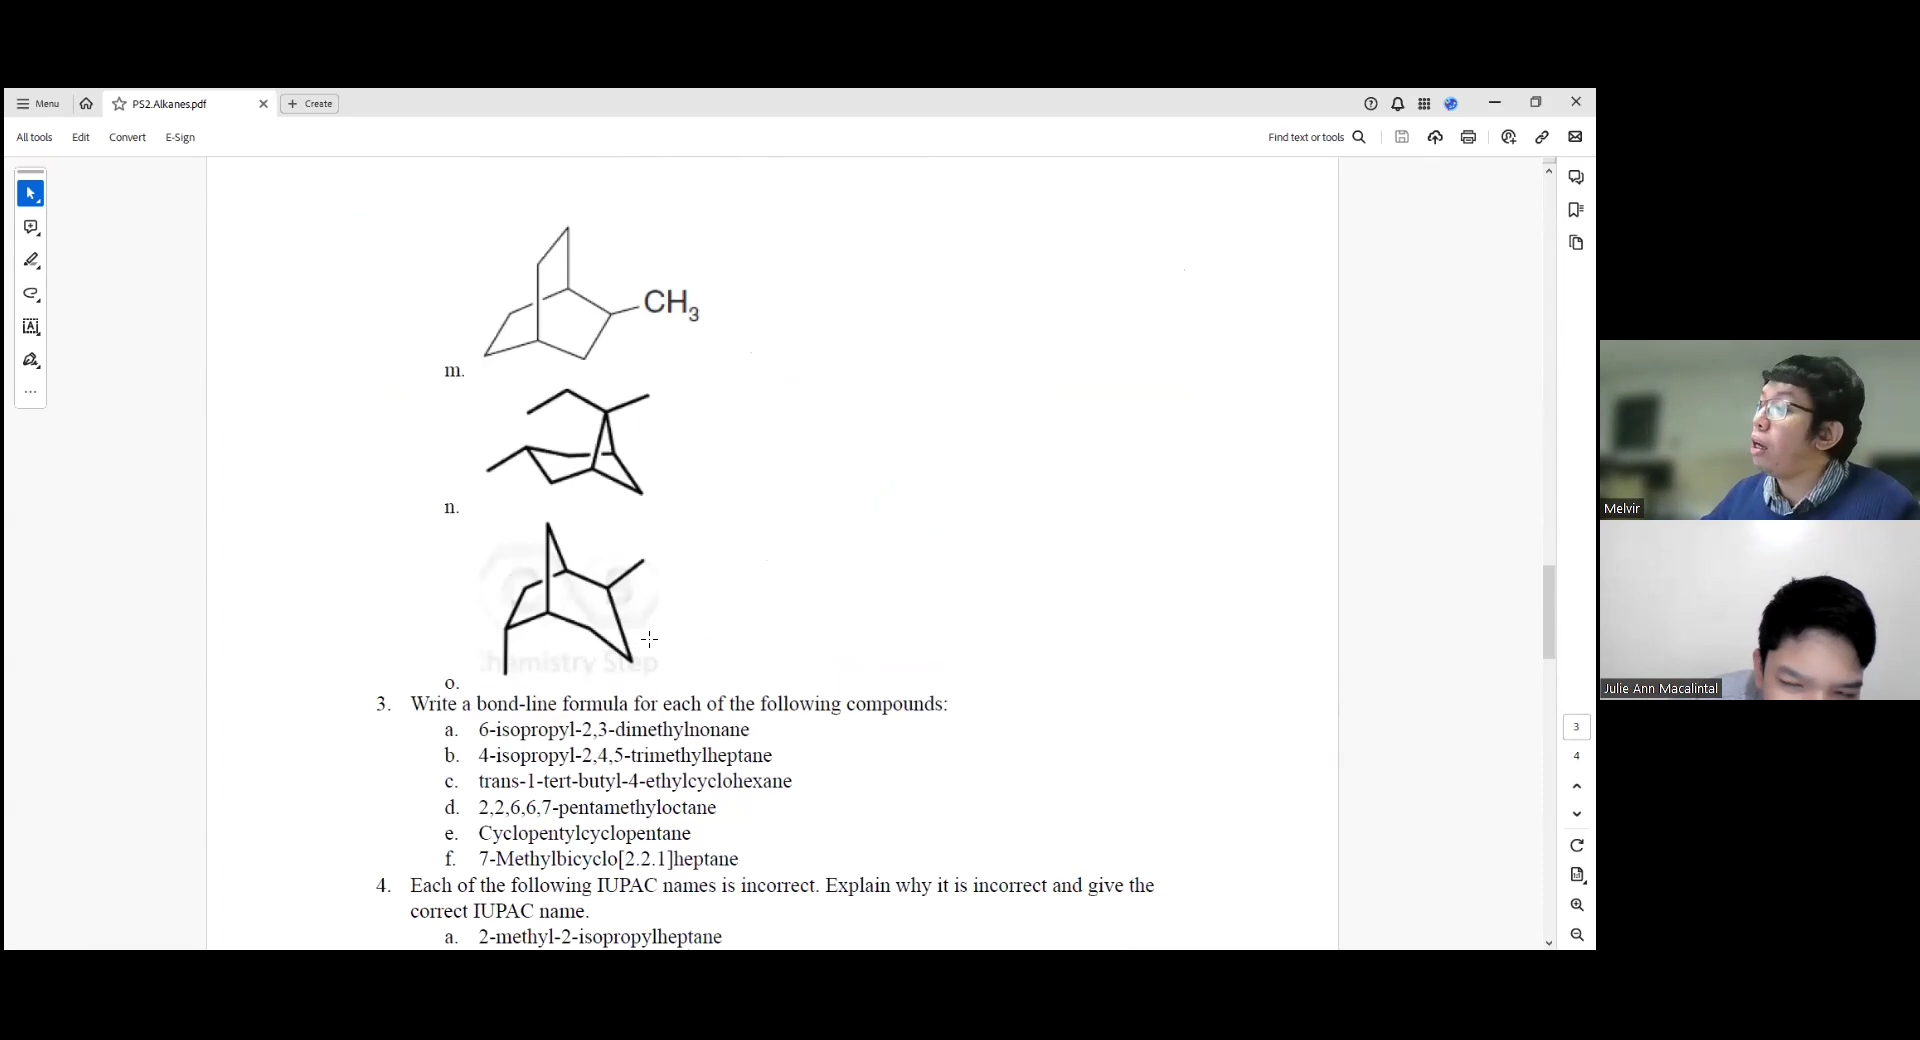 Menu
PS2.Alkanes.pdf
Create
All tools Edit Convert E-Sign
Find text or tools
CH3
m.
n.
Chemistry Step
o.
3. Write a bond-line formula for each of the following compounds:
a. 6-isopropyl-2,3-dimethylnonane
b. 4-isopropyl-2,4,5-trimethylheptane
c. trans-1-tert-butyl-4-ethylcyclohexane
d. 2,2,6,6,7-pentamethyloctane
e. Cyclopentylcyclopentane
f. 7-Methylbicyclo[2.2.1]heptane
4. Each of the following IUPAC names is incorrect. Explain why it is incorrect and give the
correct IUPAC name.
a. 2-methyl-2-isopropylheptane
3
4
Melvir
Julie Ann Macalintal